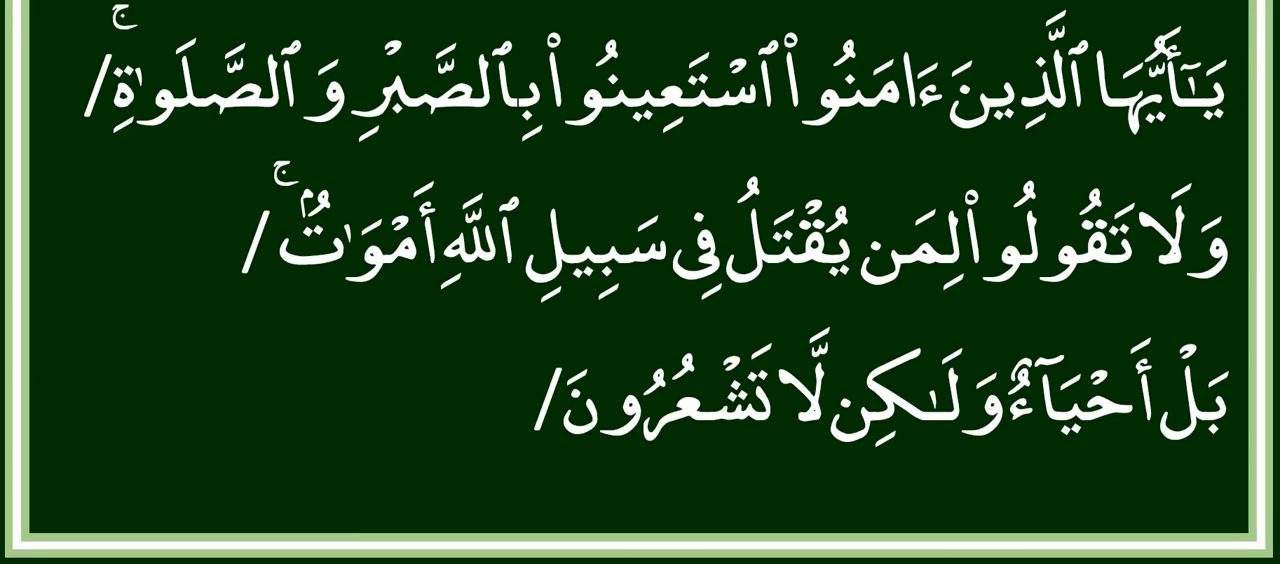 يَـٰٓأَيُّهَا ٱلَّذِينَ ءَامَنُوا۟ ٱسْتَعِينُوا۟ بِٱلصَّبْرِ وَ ٱلصَّلَوٰةِ ۚ/
وَلَا تَقُولُوا۟ لِمَن يُقْتَلُ فِى سَبِيلِ ٱللَّهِ أَمْوَٰتٌۢ ۚ /
بَلْ أَحْيَآءٌ وَ لَـٰكِن لَّا تَشْعُرُونَ/